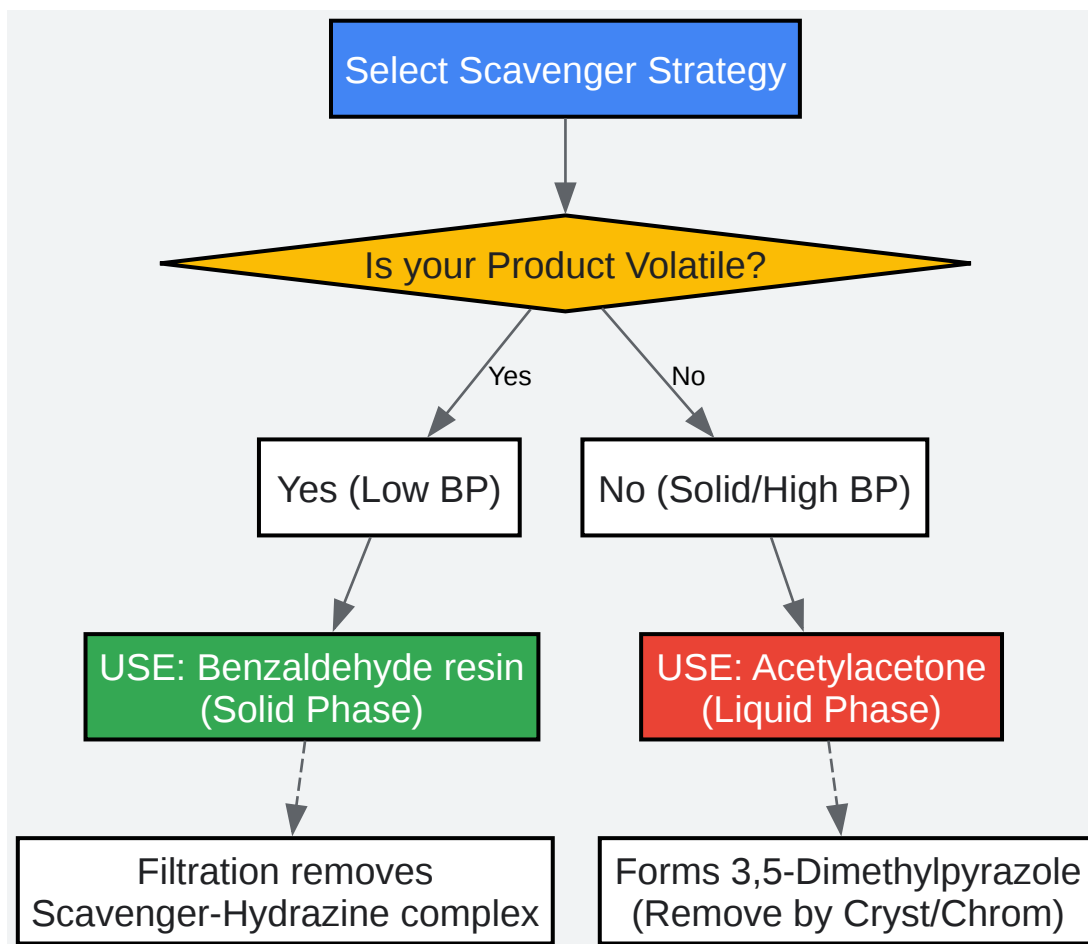 Select Scavenger Strategy
Is your Product Volatile?
Yes
No
Yes (Low BP)
No (Solid/High BP)
USE: Benzaldehyde resin
(Solid Phase)
USE: Acetylacetone
(Liquid Phase)
Filtration removes
Scavenger-Hydrazine complex
Forms 3,5-Dimethylpyrazole
(Remove by Cryst/Chrom)